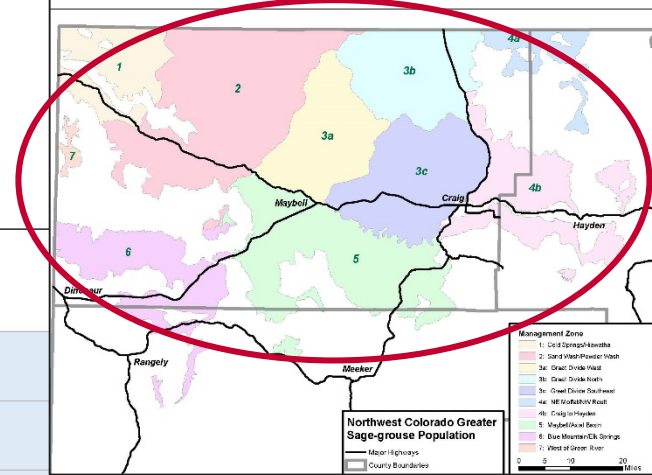 4a
1
3b
2
3a
7
3c
4b
Craig
Maybell
Hayden
6
5
Dinosaur
Management Zone
1: Cold Springs/Hiawatha
2: Sand Wash/Powder Wash
3a: Great Divide West
3b: Great Divide North
3c: Great Divide Southeast
4a: NE Moffat/NW Routt
4b: Craig to Hayden
5: Maybell/Axial Basin
6: Blue Mountain/Elk Springs
7: West of Green River
Rangely
Meeker
Northwest Colorado Greater
Sage-grouse Population
Major Highways
County Boundaries
0 5 10 20
Miles